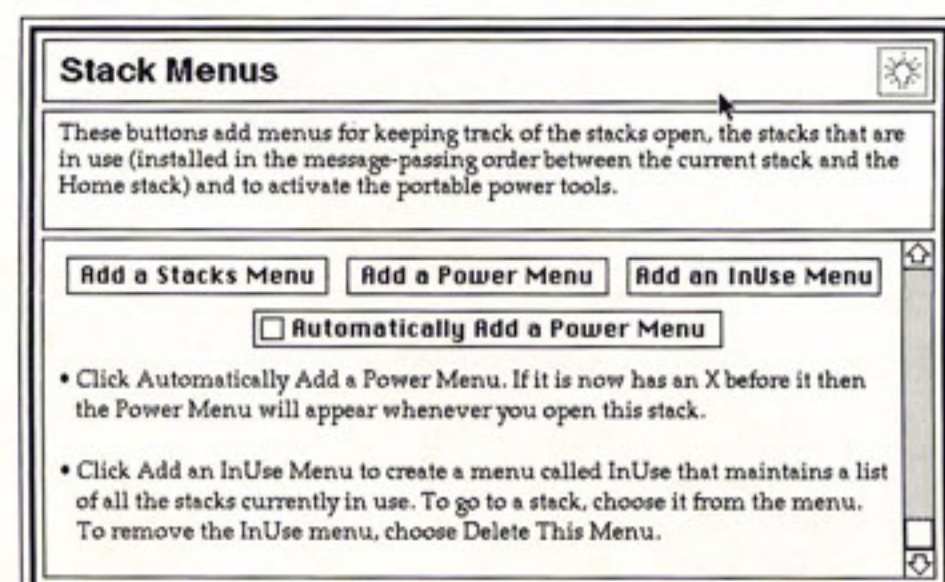 Stack Menus
These buttons add menus for keeping track of the stacks open, the stacks that are
in use (installed in the message-passing order between the current stack and the
Home stack) and to activate the portable power tools.
Add a Stacks Menu Add a Power Menu Add an InUse Menu
Automatically Add a Power Menu
• Click Automatically Add a Power Menu. If it is now has an X before it then
the Power Menu will appear whenever you open this stack.
• Click Add an InUse Menu to create a menu called InUse that maintains a list
of all the stacks currently in use. To go to a stack, choose it from the menu.
To remove the InUse menu, choose Delete This Menu.